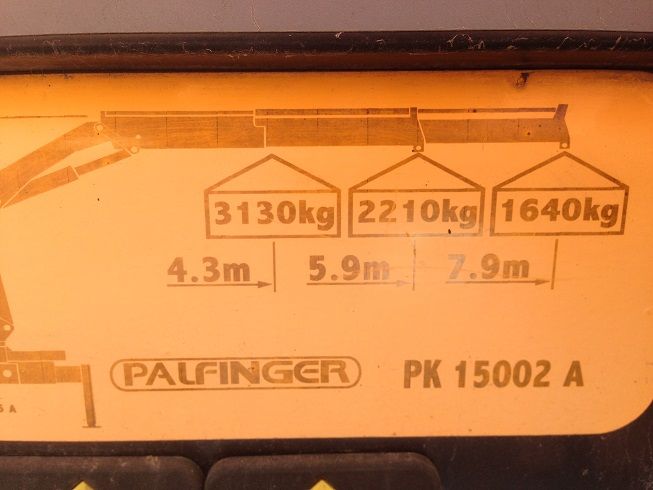 3130kg 2210kg 1640kg
4.3m 5.9m 7.9m
PALFINGER PK 15002 A